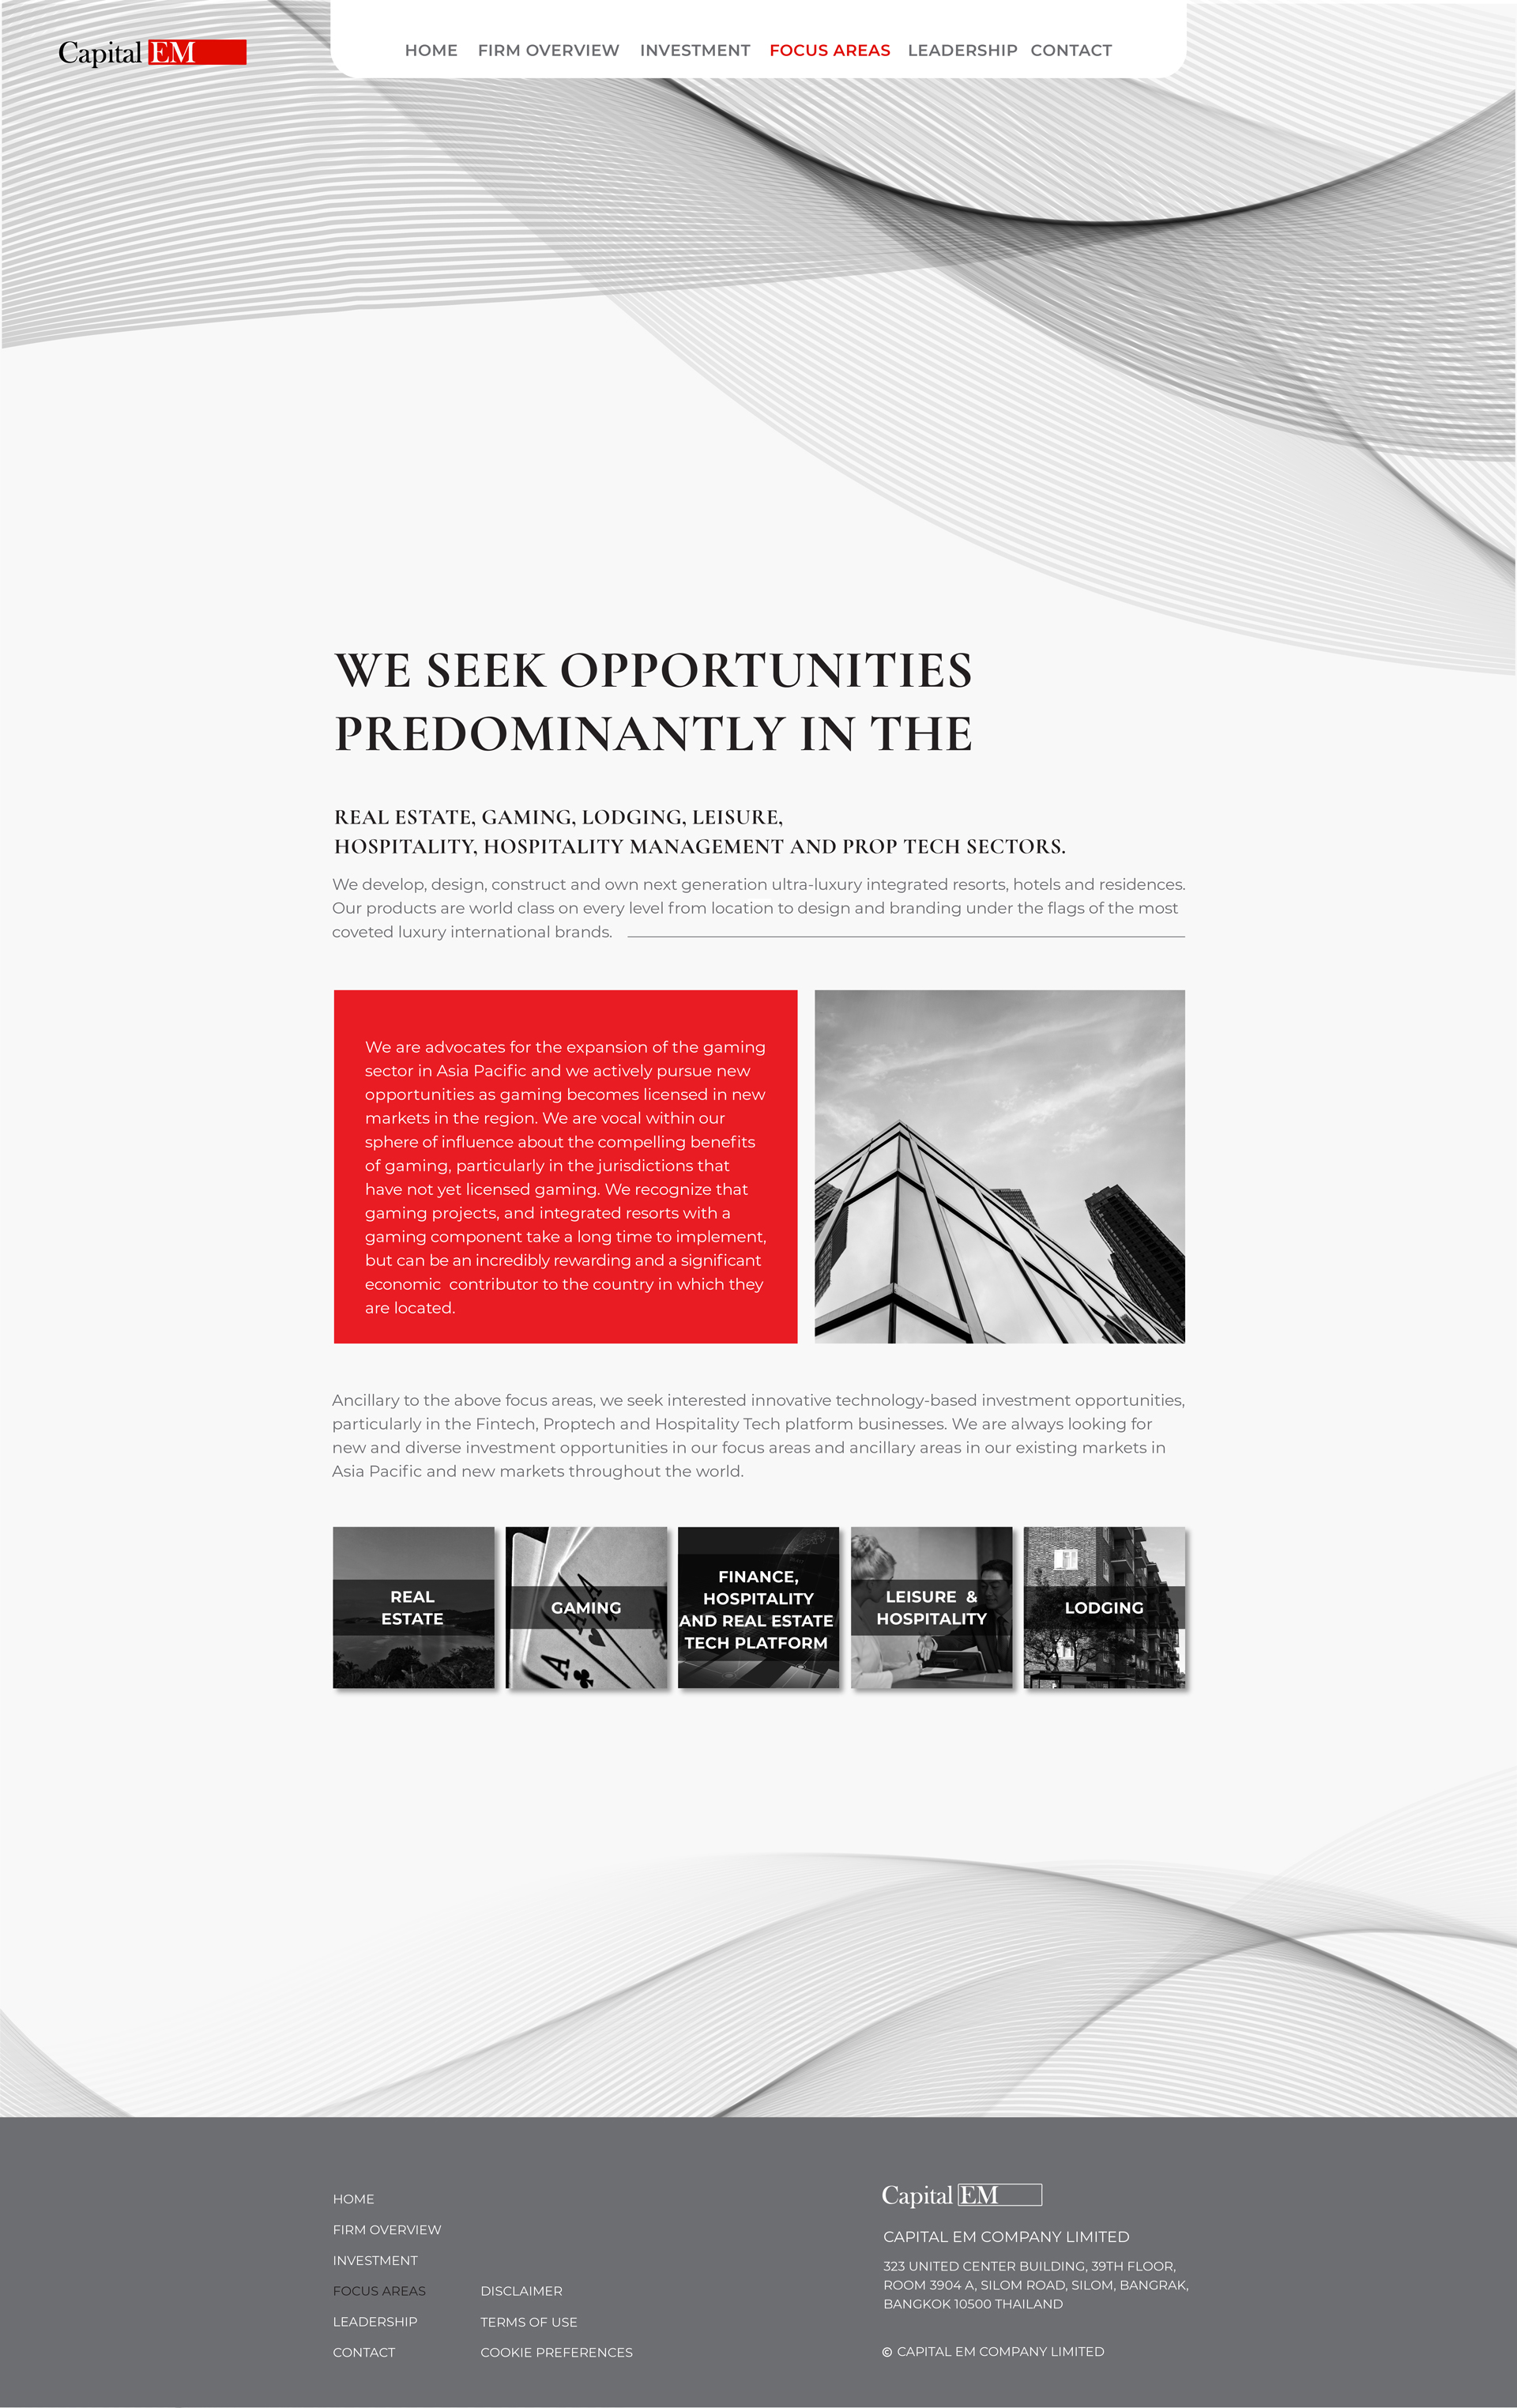 Capital EM
HOME FIRM OVERVIEW INVESTMENT FOCUS AREAS LEADERSHIP CONTACT
WE SEEK OPPORTUNITIES
PREDOMINANTLY IN THE
REAL ESTATE, GAMING, LODGING, LEISURE,
HOSPITALITY, HOSPITALITY MANAGEMENT AND PROP TECH SECTORS.
We develop, design, construct and own next generation ultra-luxury integrated resorts, hotels and residences.
Our products are world class on every level from location to design and branding under the flags of the most
coveted luxury international brands.
We are advocates for the expansion of the gaming
sector in Asia Pacific and we actively pursue new
opportunities as gaming becomes licensed in new
markets in the region. We are vocal within our
sphere of influence about the compelling benefits
of gaming, particularly in the jurisdictions that
have not yet licensed gaming. We recognize that
gaming projects, and integrated resorts with a
gaming component take a long time to implement,
but can be an incredibly rewarding and a significant
economic contributor to the country in which they
are located.
Ancillary to the above focus areas, we seek interested innovative technology-based investment opportunities,
particularly in the Fintech, Proptech and Hospitality Tech platform businesses. We are always looking for
new and diverse investment opportunities in our focus areas and ancillary areas in our existing markets in
Asia Pacific and new markets throughout the world.
REAL
ESTATE
A
A
A
GAMING
FINANCE,
HOSPITALITY
AND REAL ESTATE
TECH PLATFORM
LEISURE &
HOSPITALITY
LODGING
HOME
FIRM OVERVIEW
INVESTMENT
FOCUS AREAS
LEADERSHIP
CONTACT
DISCLAIMER
TERMS OF USE
COOKIE PREFERENCES
Capital EM
CAPITAL EM COMPANY LIMITED
323 UNITED CENTER BUILDING, 39TH FLOOR,
ROOM 3904 A, SILOM ROAD, SILOM, BANGRAK,
BANGKOK 10500 THAILAND
© CAPITAL EM COMPANY LIMITED